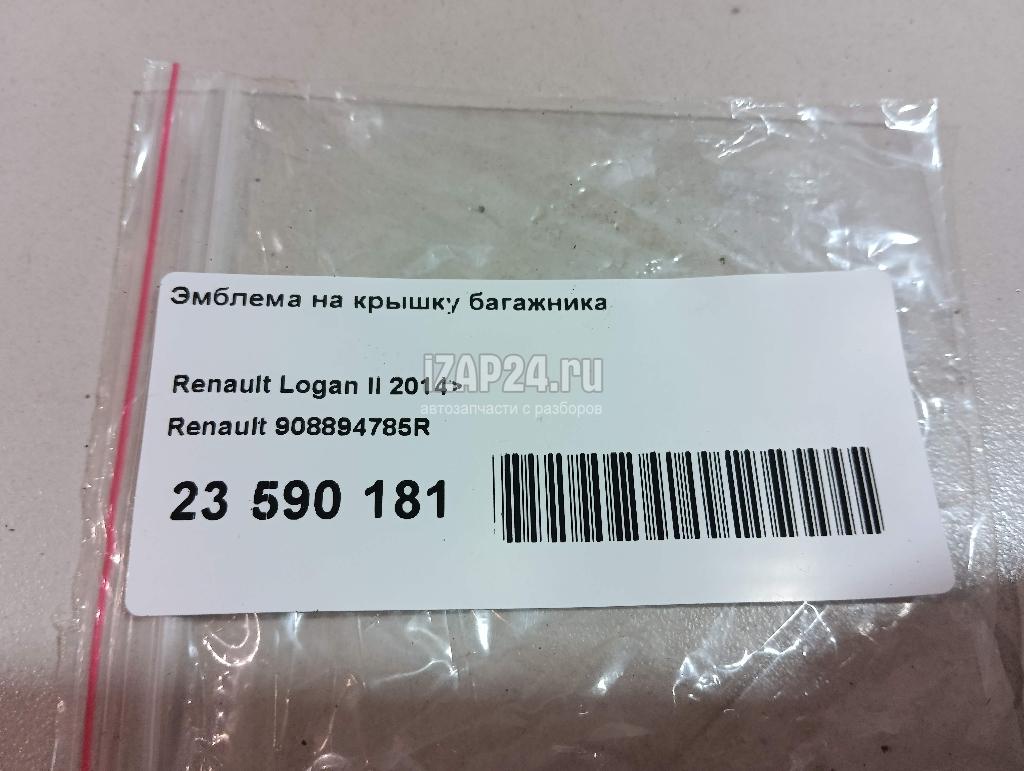 Эмблема на крышку багажника
iZAP24.ru
Renault Logan II 2014>
автозапчасти с разборов
Renault 908894785R
23 590 181